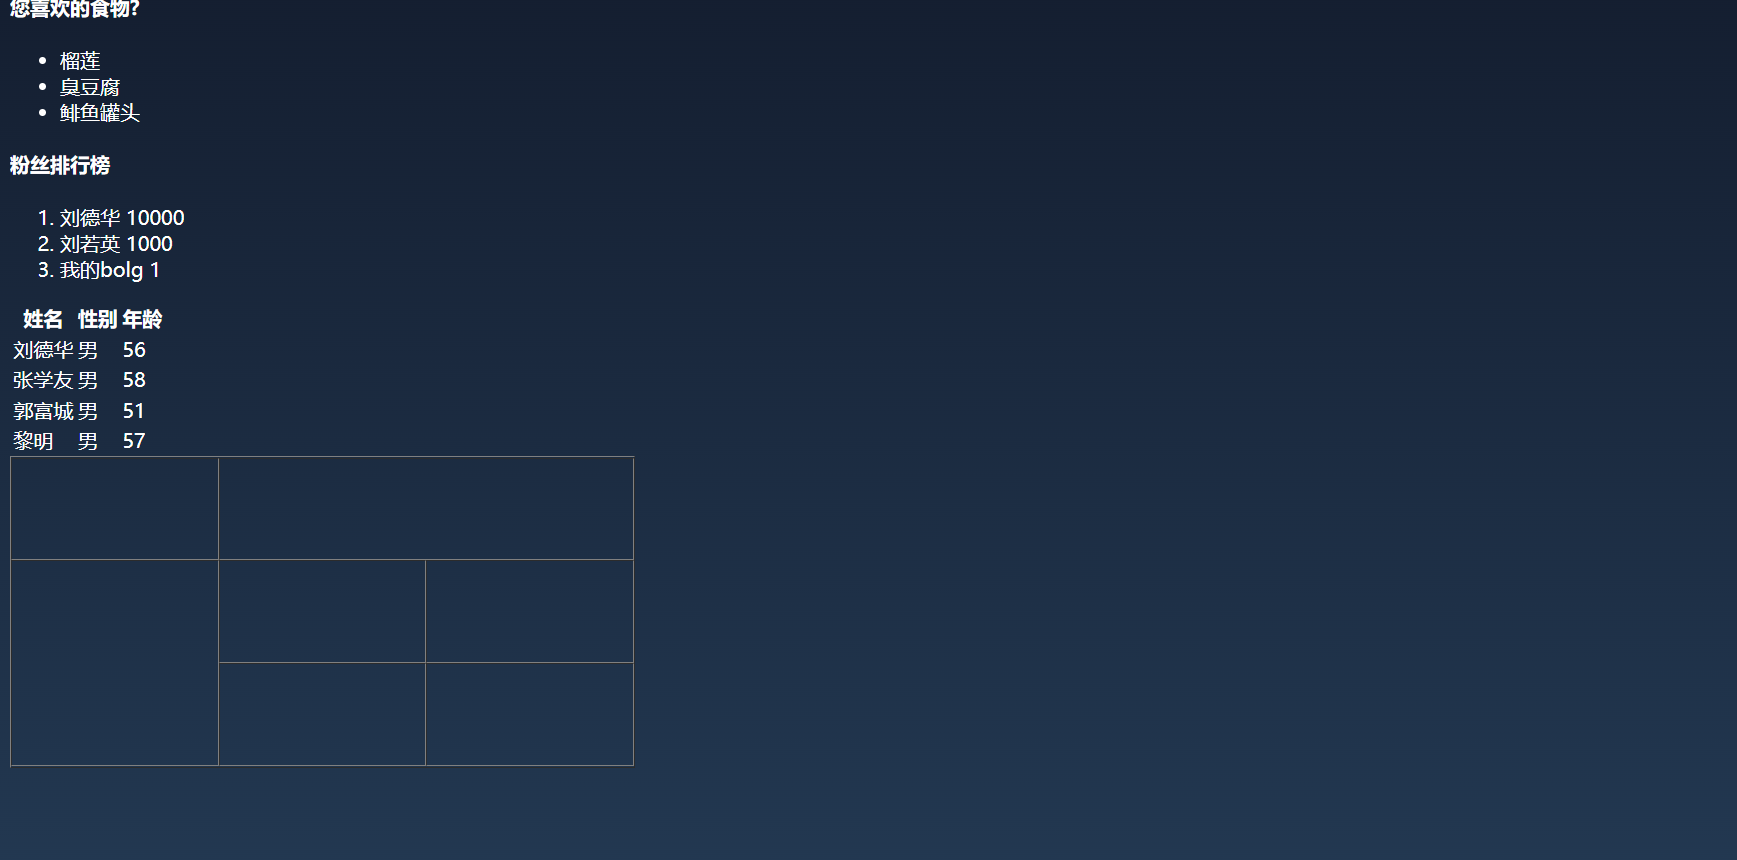 您喜欢的食物?
榴莲
臭豆腐
鲱鱼罐头
粉丝排行榜
1. 刘德华 10000
2. 刘若英 1000
3. 我的bolg 1
姓名 性别 年龄
刘德华 男 56
张学友 男 58
郭富城 男 51
黎明 男 57